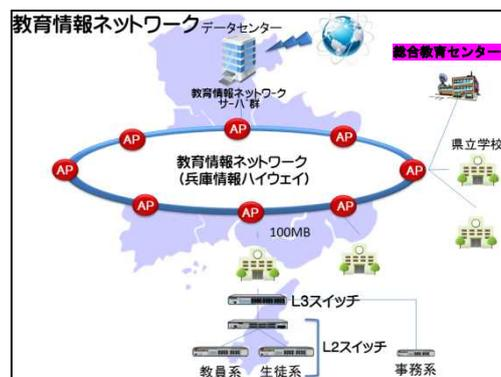 教育情報ネットワーク
データセンター
総合教育センター
教育情報ネットワーク
サーバ群
AP
AP
AP
県立学校
AP
AP
教育情報ネットワーク
(兵庫情報ハイウェイ)
AP
AP
AP
100MB
L3スイッチ
L2スイッチ
教員系
生徒系
事務系